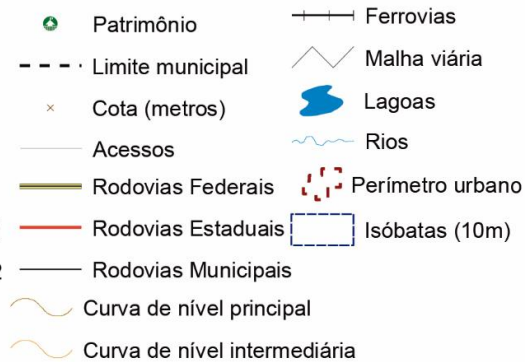 Patrimônio
Limite municipal
Cota (metros)
Acessos
Rodovias Federais
Rodovias Estaduais
Rodovias Municipais
Curva de nível principal
Curva de nível intermediária
Ferrovias
Malha viária
Lagoas
Rios
Perímetro urbano
Isóbatas (10m)